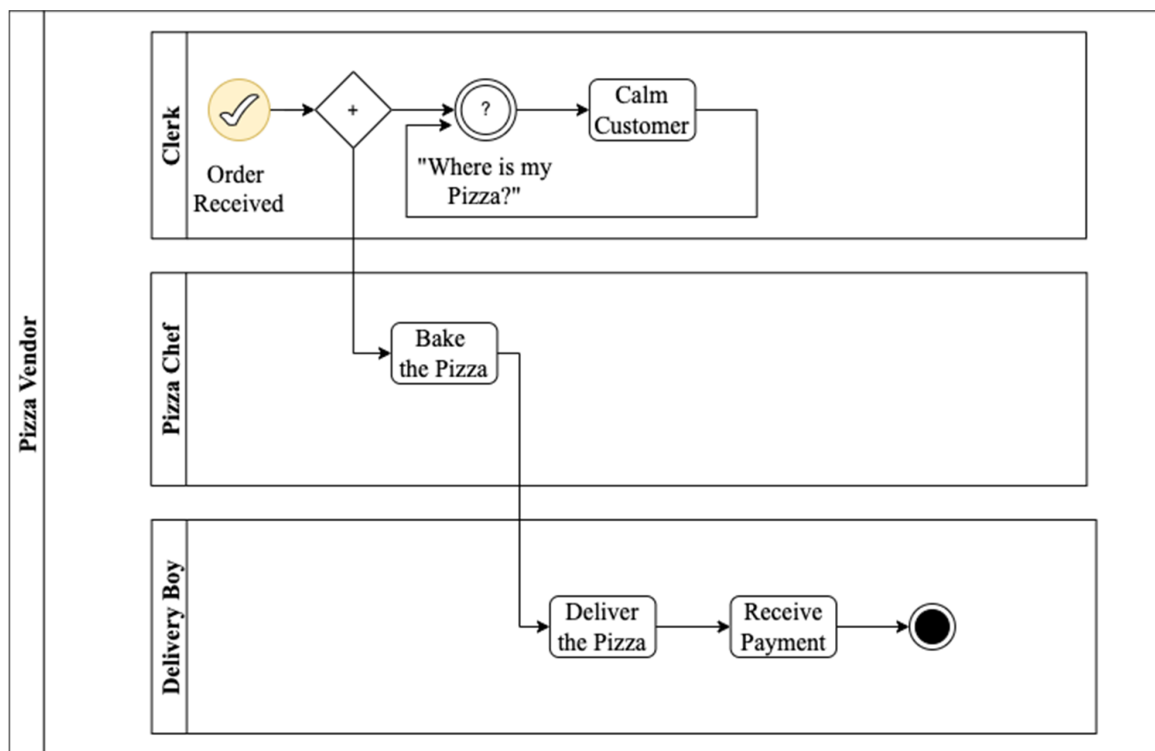 Pizza Vendor
Clerk
Order
Received
+
?
"Where is my
Pizza?"
Calm
Customer
Pizza Chef
Bake
the Pizza
Delivery Boy
Deliver
the Pizza
Receive
Payment